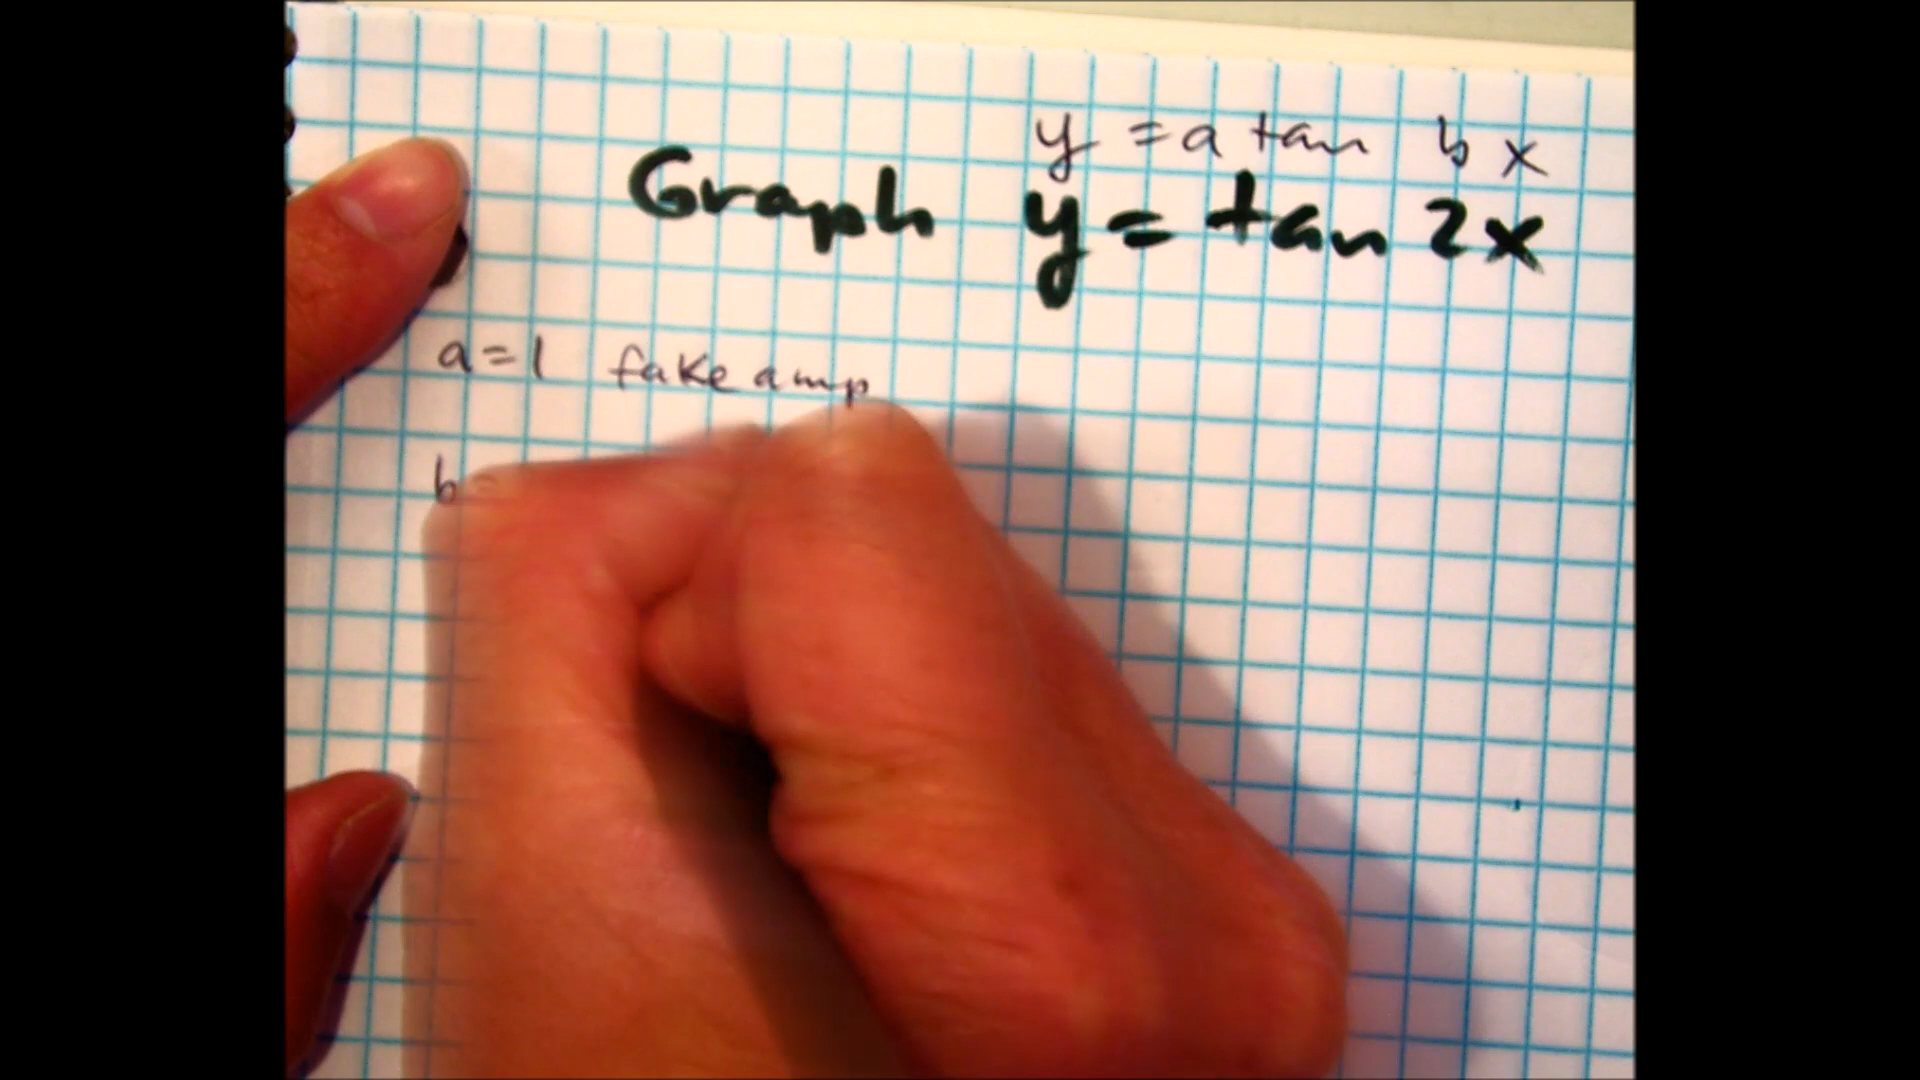 y = a tan b x
Graph y = tan 2x
a = 1 fake amp
b =